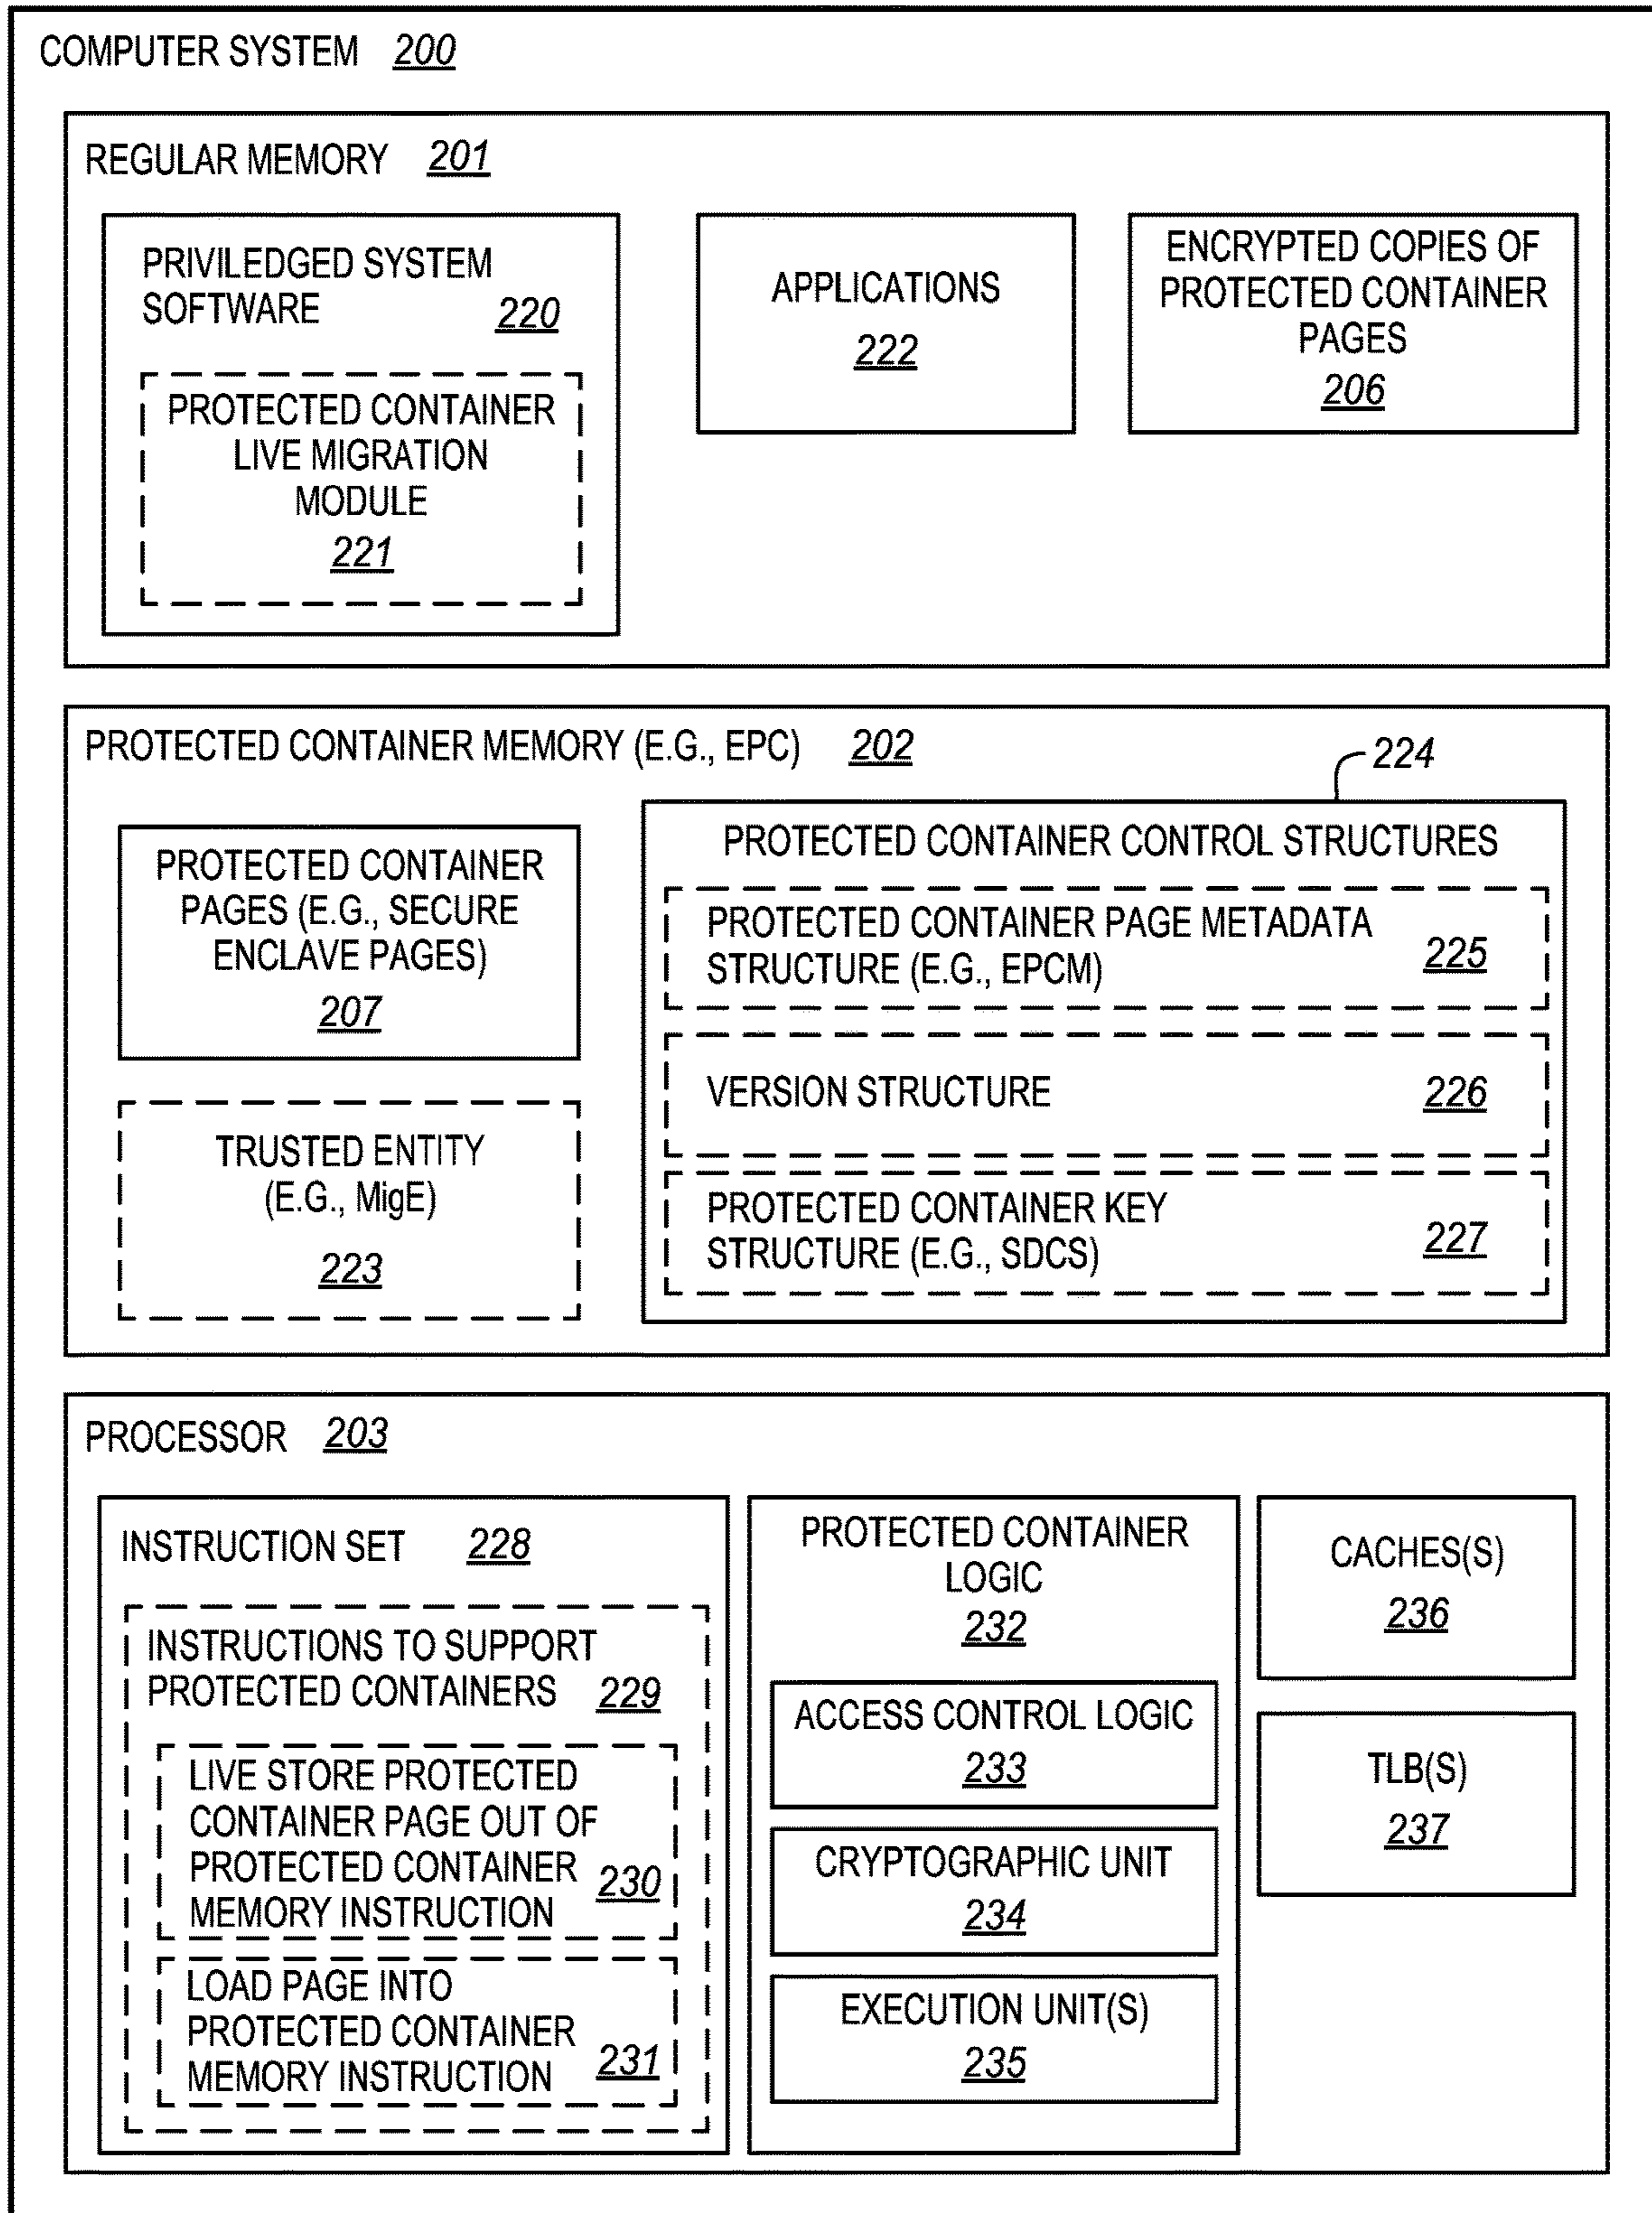 COMPUTER SYSTEM 200
REGULAR MEMORY 201
PRIVILEDGED SYSTEM
SOFTWARE 220
PROTECTED CONTAINER
LIVE MIGRATION
MODULE
221
APPLICATIONS
222
ENCRYPTED COPIES OF
PROTECTED CONTAINER
PAGES
206
PROTECTED CONTAINER MEMORY (E.G., EPC) 202
224
PROTECTED CONTAINER
PAGES (E.G., SECURE
ENCLAVE PAGES)
207
TRUSTED ENTITY
(E.G., MigE)
223
PROTECTED CONTAINER CONTROL STRUCTURES
PROTECTED CONTAINER PAGE METADATA
STRUCTURE (E.G., EPCM) 225
VERSION STRUCTURE 226
PROTECTED CONTAINER KEY
STRUCTURE (E.G., SDCS) 227
PROCESSOR 203
INSTRUCTION SET 228
INSTRUCTIONS TO SUPPORT
PROTECTED CONTAINERS 229
LIVE STORE PROTECTED
CONTAINER PAGE OUT OF
PROTECTED CONTAINER
MEMORY INSTRUCTION 230
LOAD PAGE INTO
PROTECTED CONTAINER
MEMORY INSTRUCTION 231
PROTECTED CONTAINER
LOGIC
232
ACCESS CONTROL LOGIC
233
CRYPTOGRAPHIC UNIT
234
EXECUTION UNIT(S)
235
CACHES(S)
236
TLB(S)
237